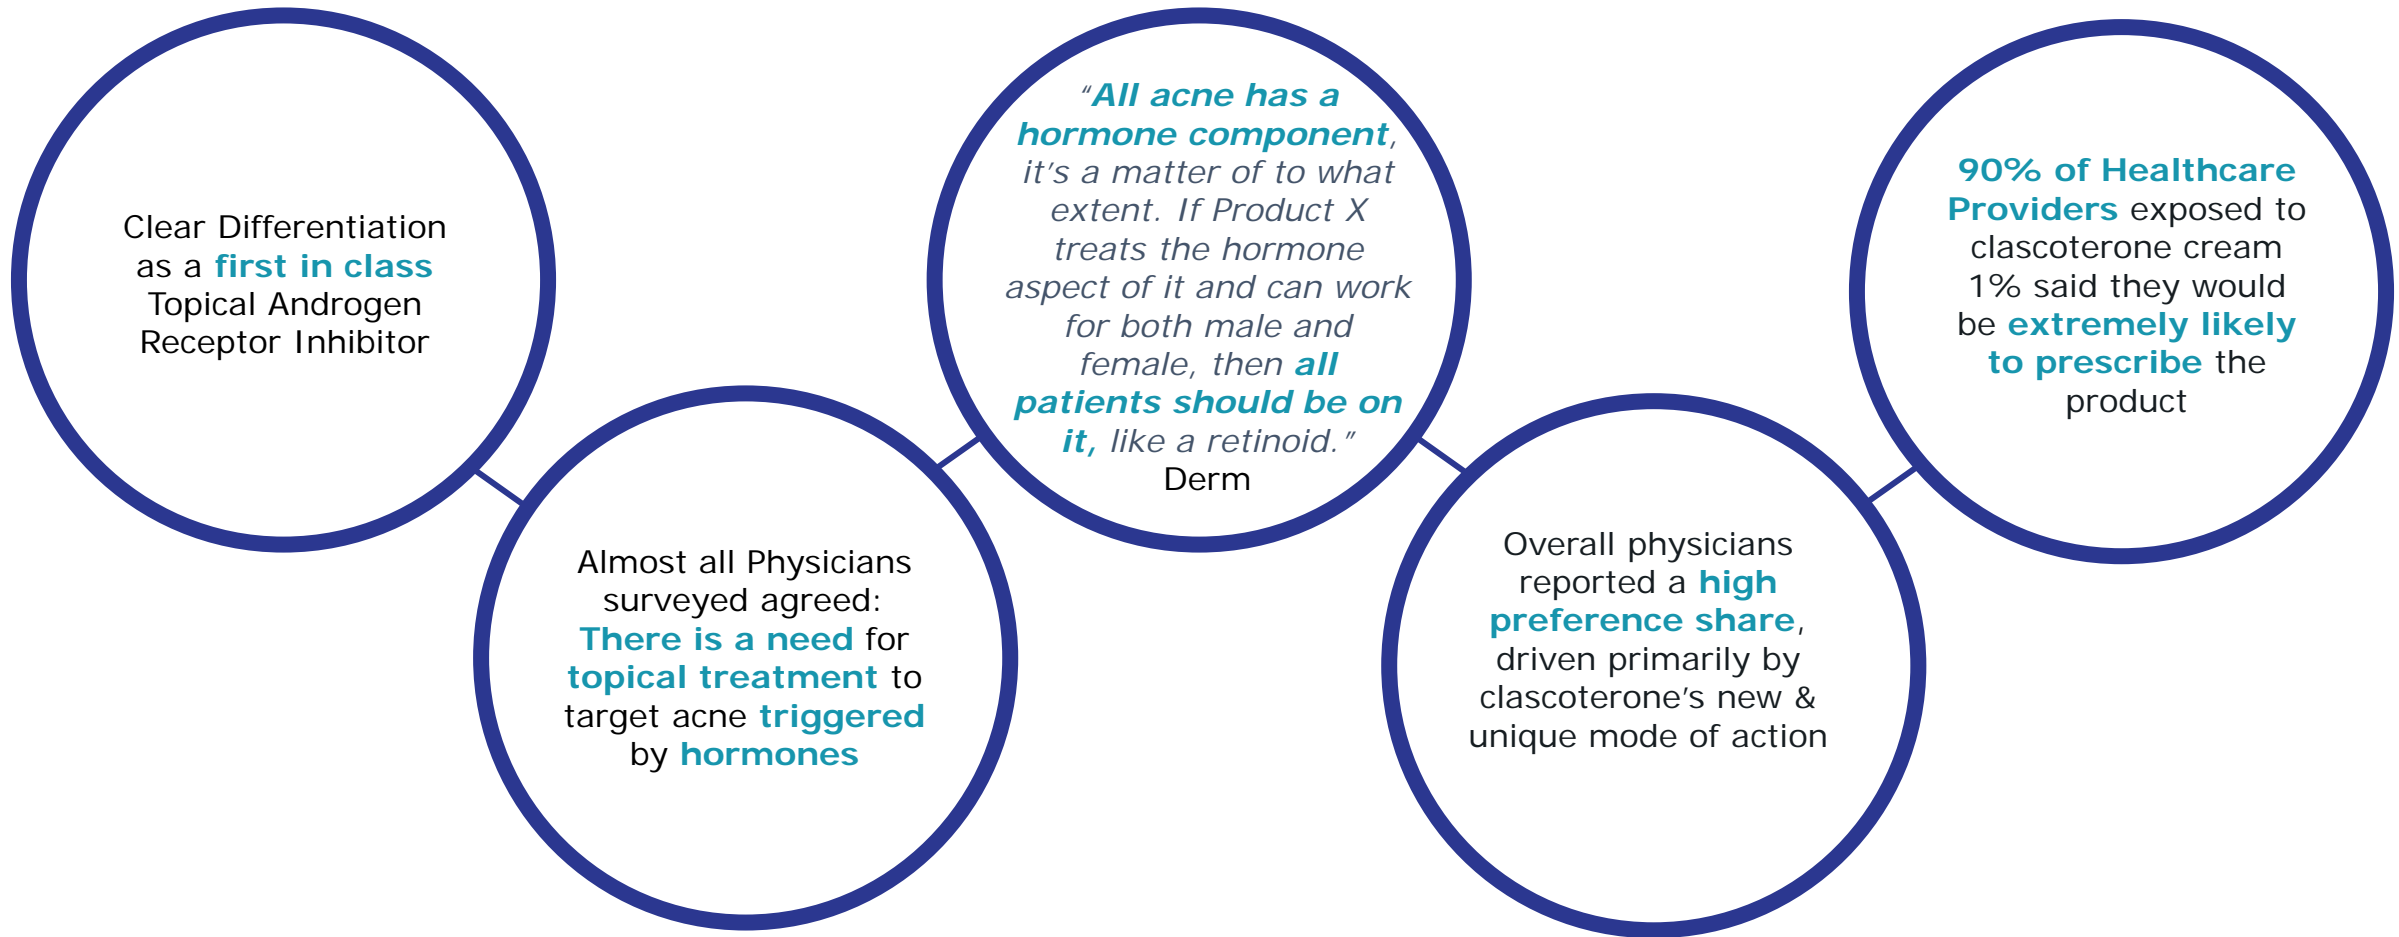 Clear Differentiation
as a first in class
Topical Androgen
Receptor Inhibitor
Almost all Physicians
surveyed agreed:
There is a need for
topical treatment to
target acne triggered
by hormones
“All acne has a
hormone component,
it’s a matter of to what
extent. If Product X
treats the hormone
aspect of it and can work
for both male and
female, then all
patients should be on
it, like a retinoid.”
Derm
Overall physicians
reported a high
preference share,
driven primarily by
clascoterone’s new &
unique mode of action
90% of Healthcare
Providers exposed to
clascoterone cream
1% said they would
be extremely likely
to prescribe the
product